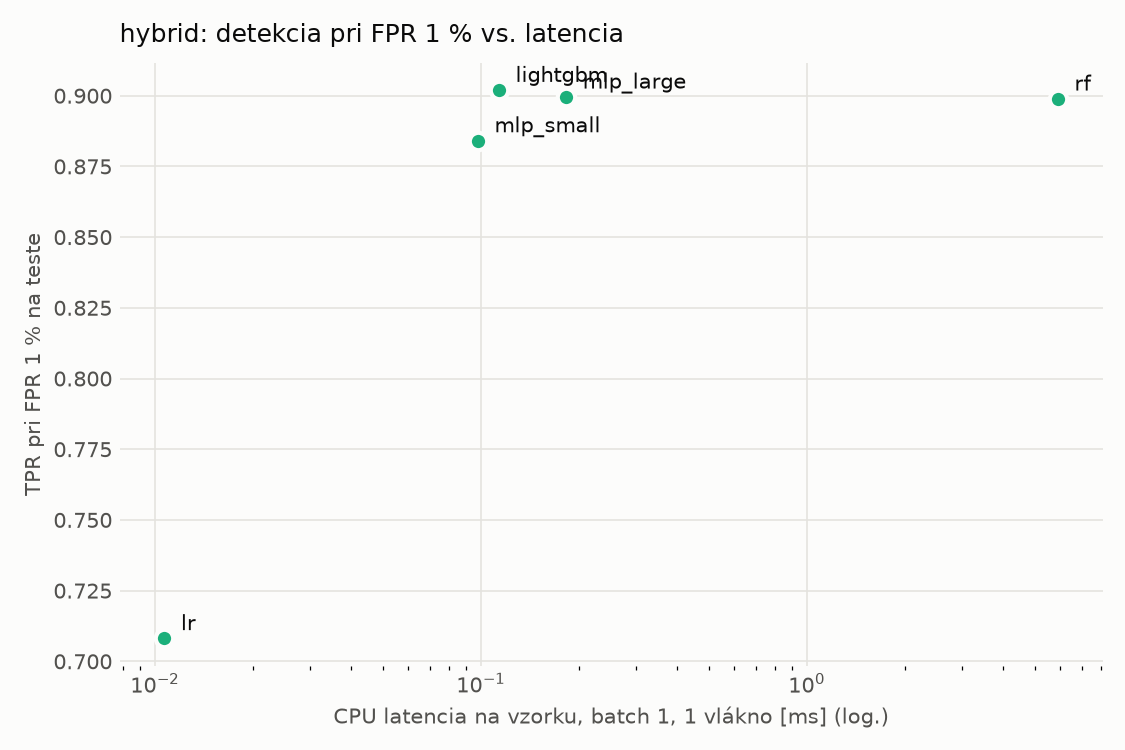 hybrid: detekcia pri FPR 1 % vs. latencia
lightgbm
mlp_large
rf
mlp_small
lr
TPR pri FPR 1 % na teste
0.900
0.875
0.850
0.825
0.800
0.775
0.750
0.725
0.700
10⁻² 10⁻¹ 10⁰
CPU latencia na vzorku, batch 1, 1 vlákno [ms] (log.)